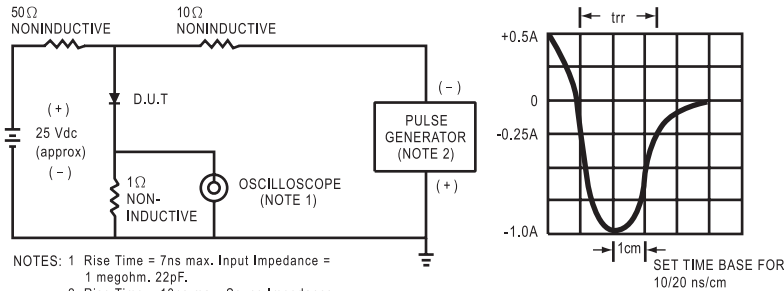 50Ω
NONINDUCTIVE
10Ω
NONINDUCTIVE
D.U.T
(+)
25 Vdc
(approx)
(-)
1Ω
NON-
INDUCTIVE
OSCILLOSCOPE
(NOTE 1)
(-)
PULSE
GENERATOR
(NOTE 2)
(+)
trr
+0.5A
0
-0.25A
-1.0A
1cm
SET TIME BASE FOR
10/20 ns/cm
NOTES: 1 Rise Time = 7ns max. Input Impedance =
1 megohm. 22pF.